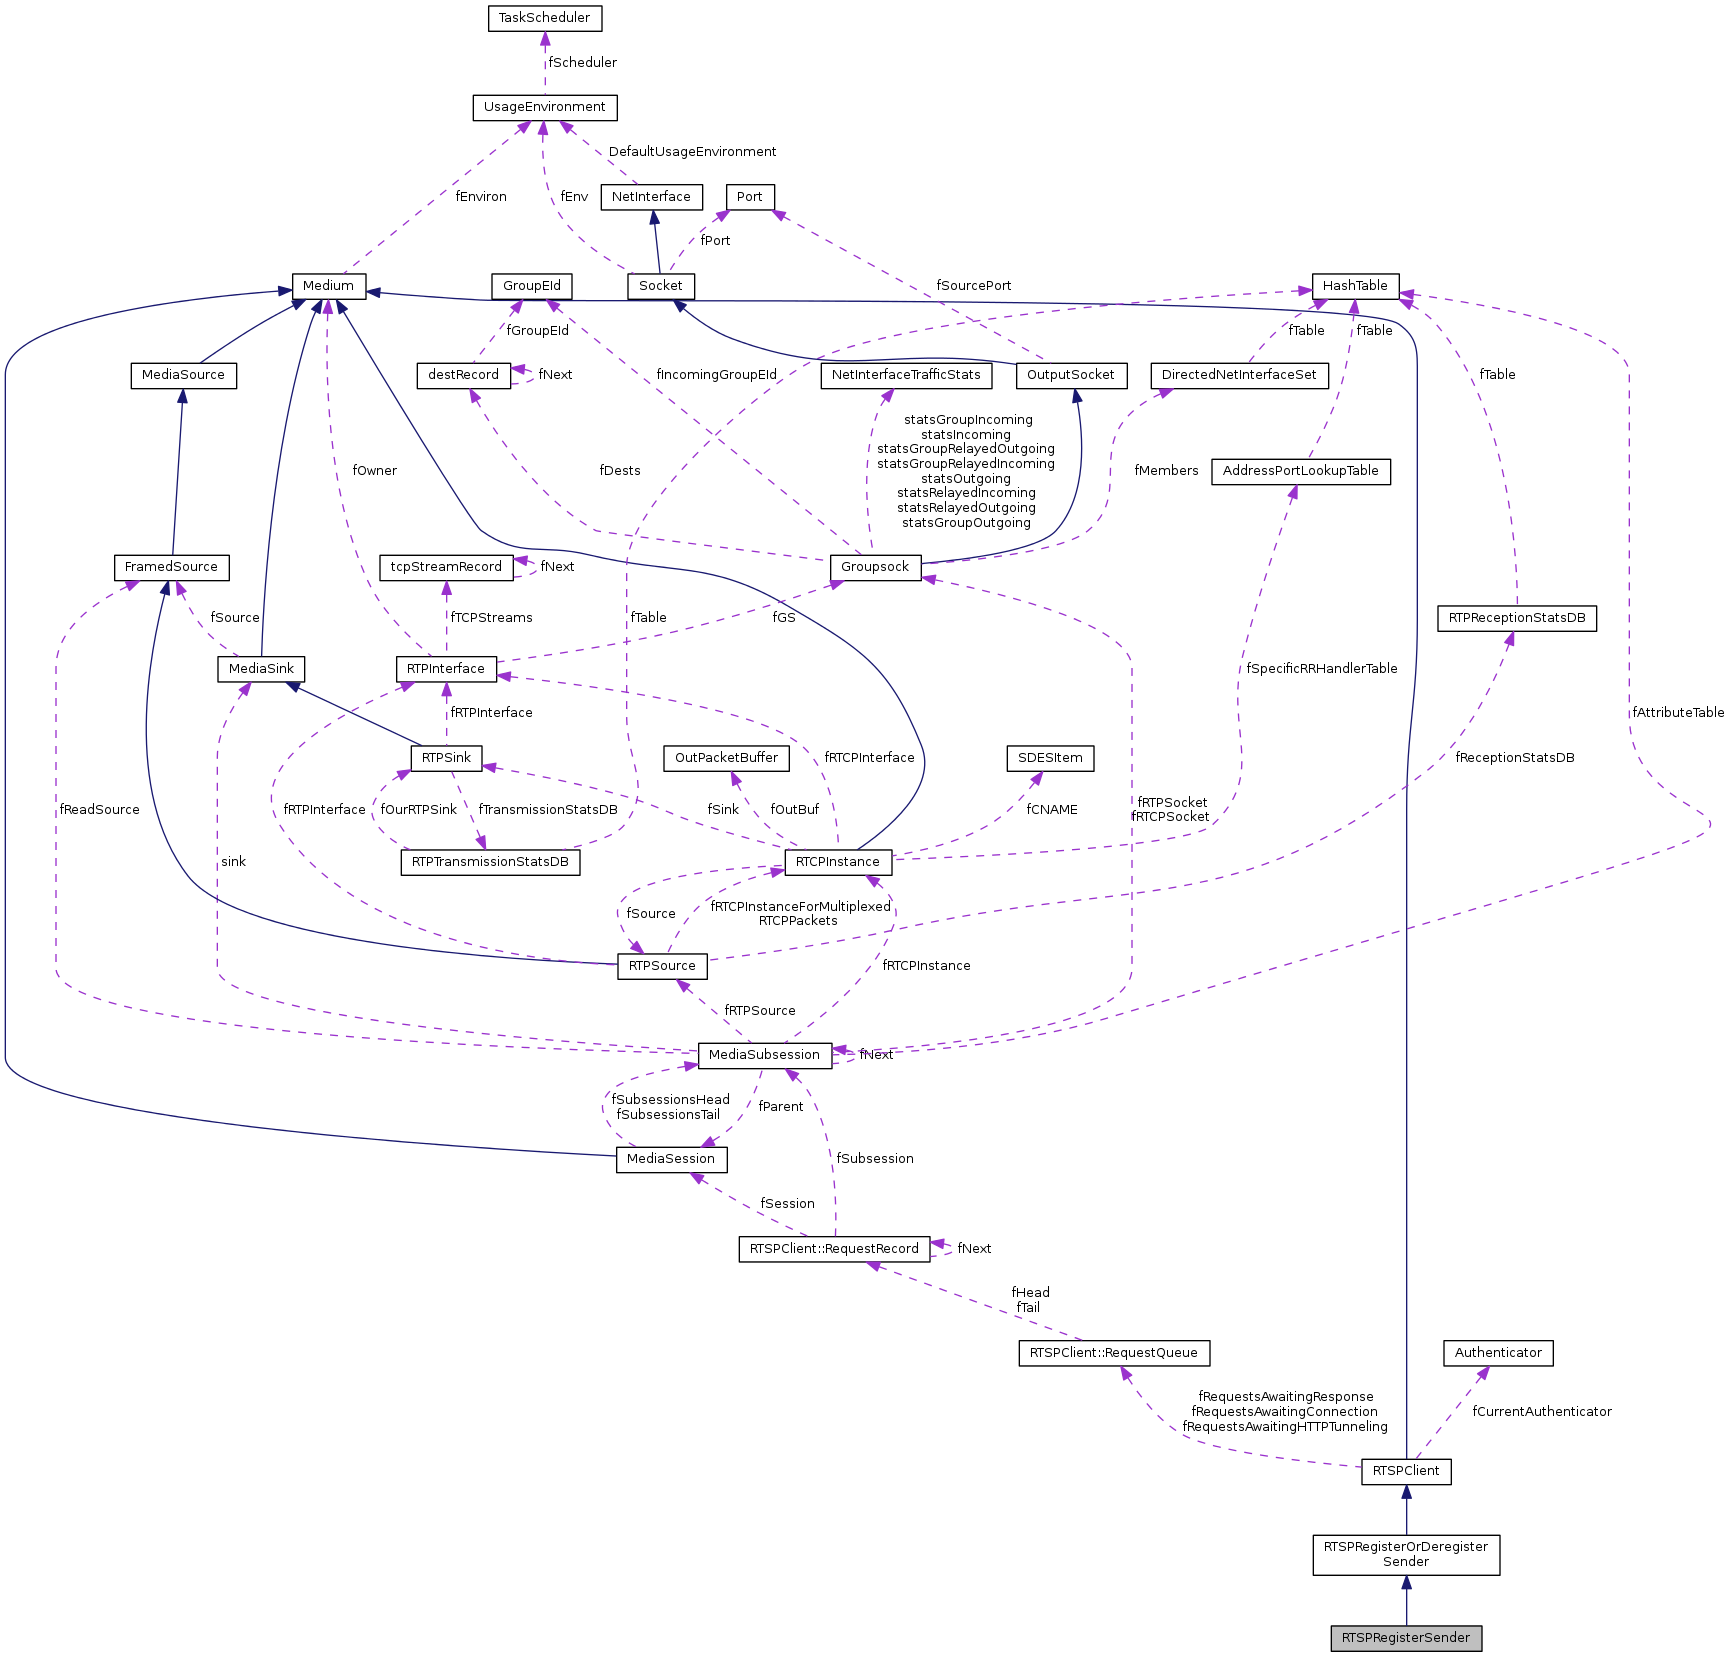 TaskScheduler
fScheduler
UsageEnvironment
DefaultUsageEnvironment
fEnviron
fEnv
NetInterface
Port
fPort
Medium
GroupEId
Socket
fSourcePort
HashTable
fGroupEId
fTable
fTable
MediaSource
destRecord
fNext
fIncomingGroupEId
NetInterfaceTrafficStats
OutputSocket
DirectedNetInterfaceSet
fTable
statsGroupIncoming
statsIncoming
statsGroupRelayedOutgoing
statsGroupRelayedIncoming
statsOutgoing
statsRelayedIncoming
statsRelayedOutgoing
statsGroupOutgoing
fOwner
fDests
fMembers
AddressPortLookupTable
FramedSource
tcpStreamRecord
fNext
Groupsock
fSource
fTCPStreams
fTable
fGS
RTPReceptionStatsDB
MediaSink
RTPInterface
fSpecificRRHandlerTable
fRTPInterface
fAttributeTable
RTPSink
OutPacketBuffer
fRTCPInterface
SDESItem
fReceptionStatsDB
fReadSource
fRTPInterface
fOurRTPSink
fTransmissionStatsDB
fSink
fOutBuf
fCNAME
fRTPSocket
fRTCPSocket
sink
RTPTransmissionStatsDB
RTCPInstance
fSource
fRTCPInstanceForMultiplexed
RTCPPackets
RTPSource
fRTCPInstance
fRTPSource
MediaSubsession
fNext
fSubsessionsHead
fSubsessionsTail
fParent
MediaSession
fSubsession
fSession
RTSPClient::RequestRecord
fNext
fHead
fTail
RTSPClient::RequestQueue
Authenticator
fRequestsAwaitingResponse
fRequestsAwaitingConnection
fRequestsAwaitingHTTPTunneling
fCurrentAuthenticator
RTSPClient
RTSPRegisterOrDeregister
Sender
RTSPRegisterSender